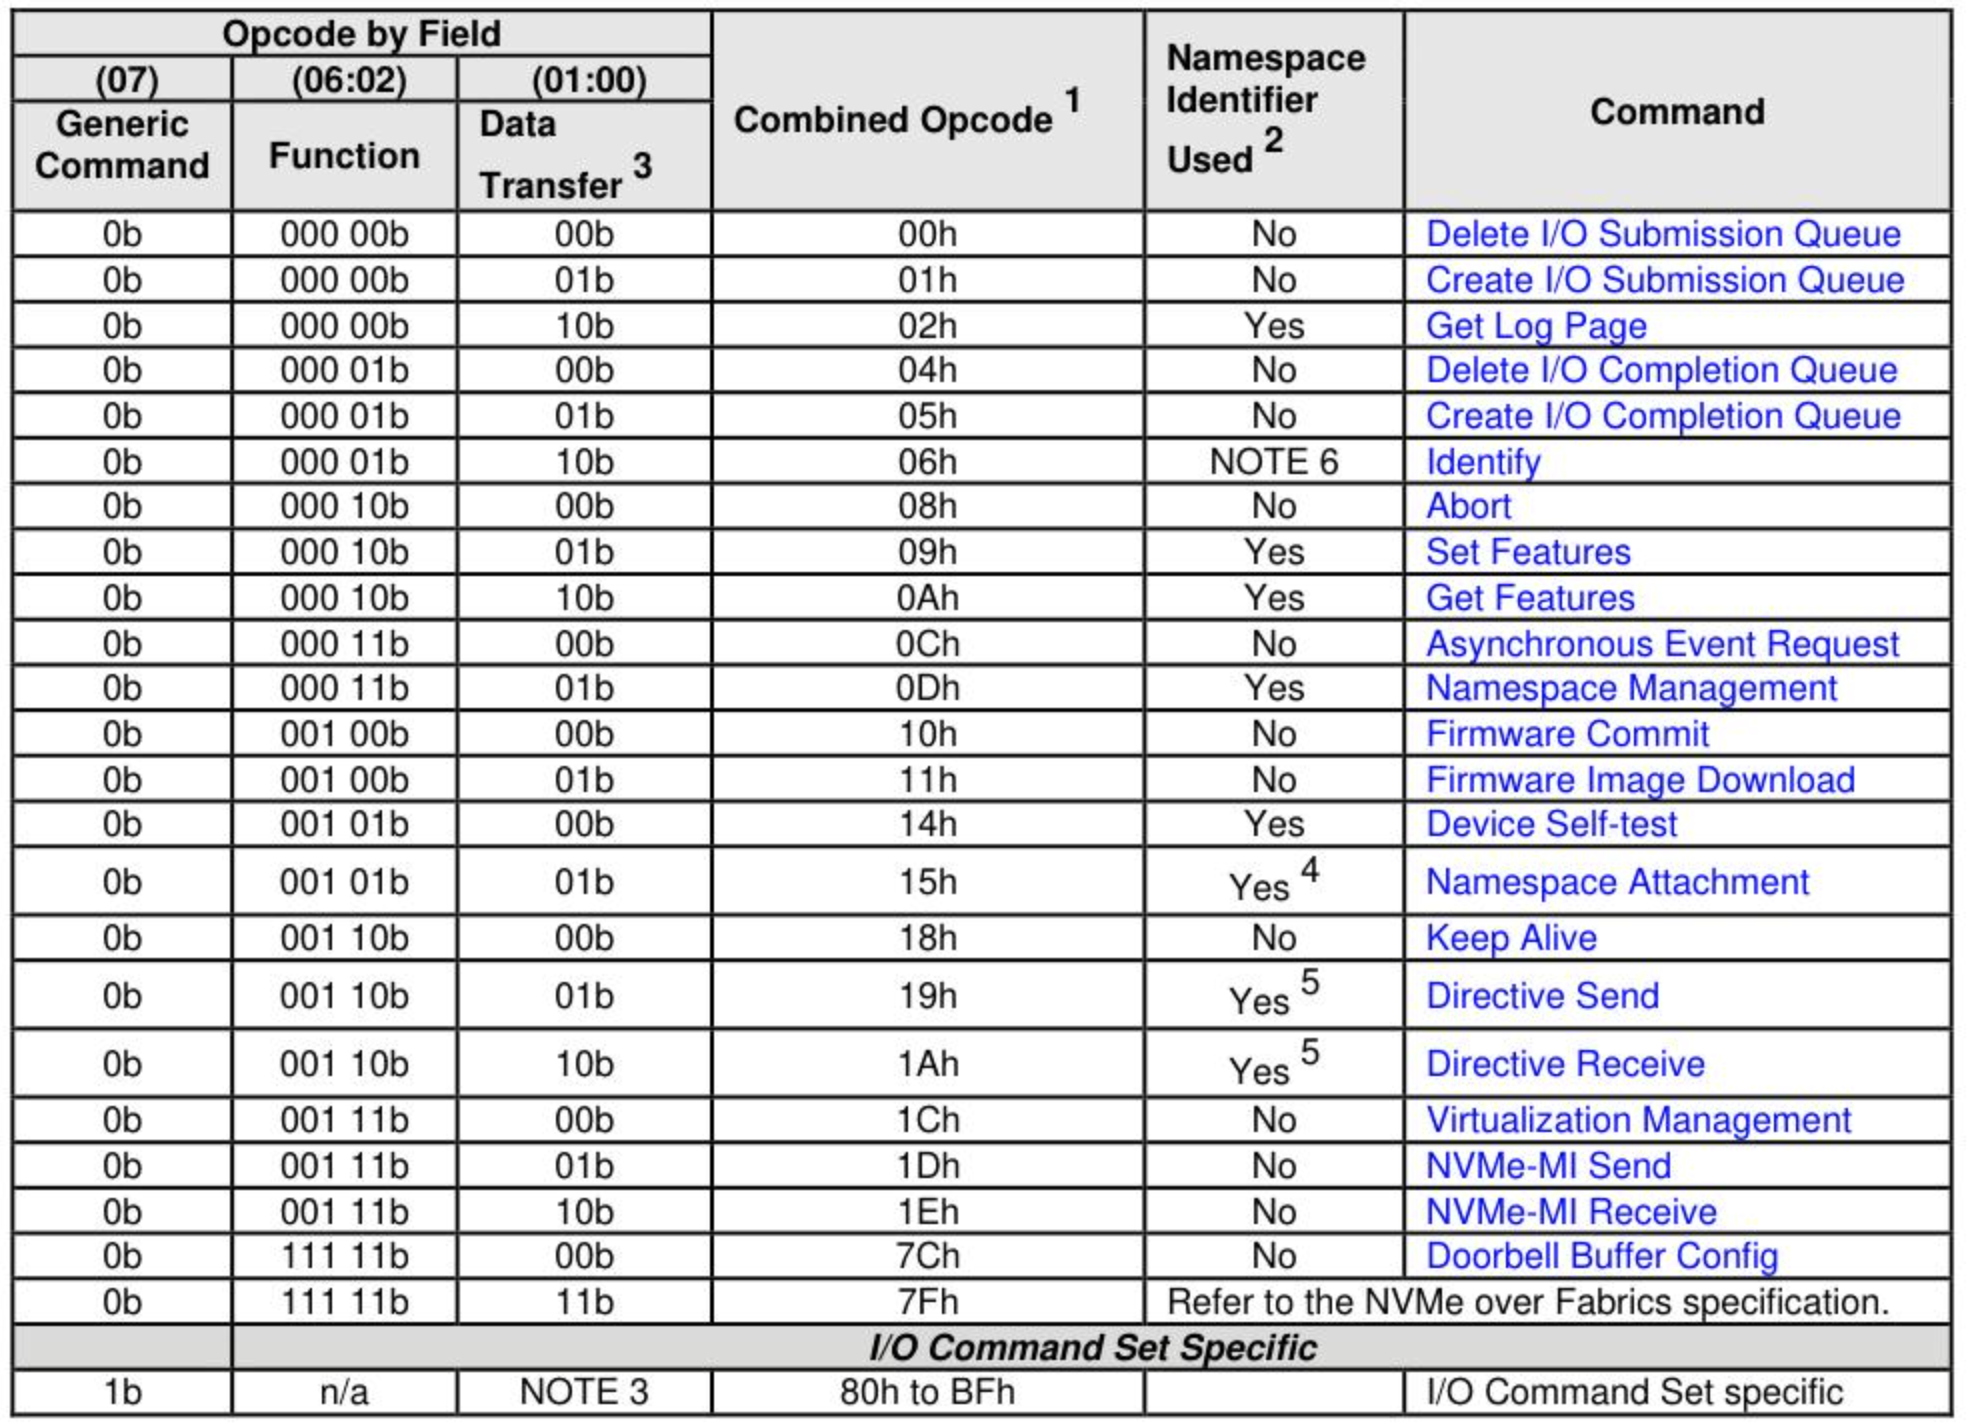 Opcode by Field
(07) (06:02) (01:00)
Generic Command Function Data Transfer 3 Combined Opcode 1 Namespace Identifier Used 2 Command
0b 000 00b 00b 00h No Delete I/O Submission Queue
0b 000 00b 01b 01h No Create I/O Submission Queue
0b 000 00b 10b 02h Yes Get Log Page
0b 000 01b 00b 04h No Delete I/O Completion Queue
0b 000 01b 01b 05h No Create I/O Completion Queue
0b 000 01b 10b 06h NOTE 6 Identify
0b 000 10b 00b 08h No Abort
0b 000 10b 01b 09h Yes Set Features
0b 000 10b 10b 0Ah Yes Get Features
0b 000 11b 00b 0Ch No Asynchronous Event Request
0b 000 11b 01b 0Dh Yes Namespace Management
0b 001 00b 00b 10h No Firmware Commit
0b 001 00b 01b 11h No Firmware Image Download
0b 001 01b 00b 14h Yes Device Self-test
0b 001 01b 01b 15h Yes 4 Namespace Attachment
0b 001 10b 00b 18h No Keep Alive
0b 001 10b 01b 19h Yes 5 Directive Send
0b 001 10b 10b 1Ah Yes 5 Directive Receive
0b 001 11b 00b 1Ch No Virtualization Management
0b 001 11b 01b 1Dh No NVMe-MI Send
0b 001 11b 10b 1Eh No NVMe-MI Receive
0b 111 11b 00b 7Ch No Doorbell Buffer Config
0b 111 11b 11b 7Fh Refer to the NVMe over Fabrics specification.
I/O Command Set Specific
1b n/a NOTE 3 80h to BFh I/O Command Set specific